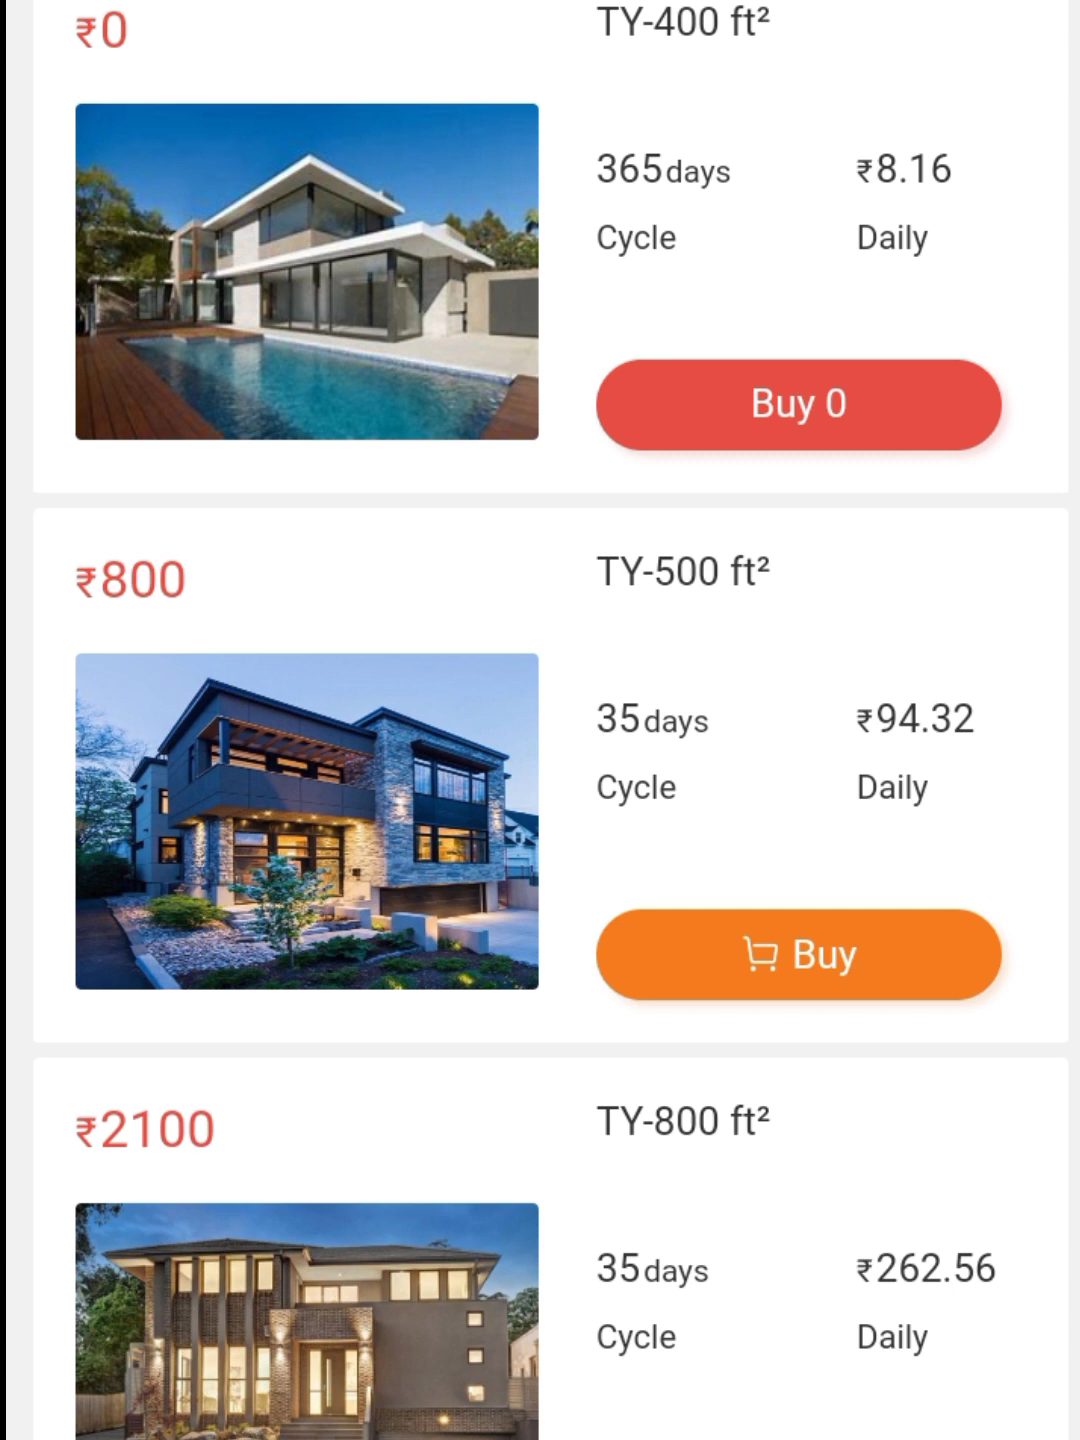 ₹0
TY-400 ft²
365days
₹8.16
Cycle
Daily
Buy 0
₹800
TY-500 ft²
35days
₹94.32
Cycle
Daily
Buy
₹2100
TY-800 ft²
35days
₹262.56
Cycle
Daily